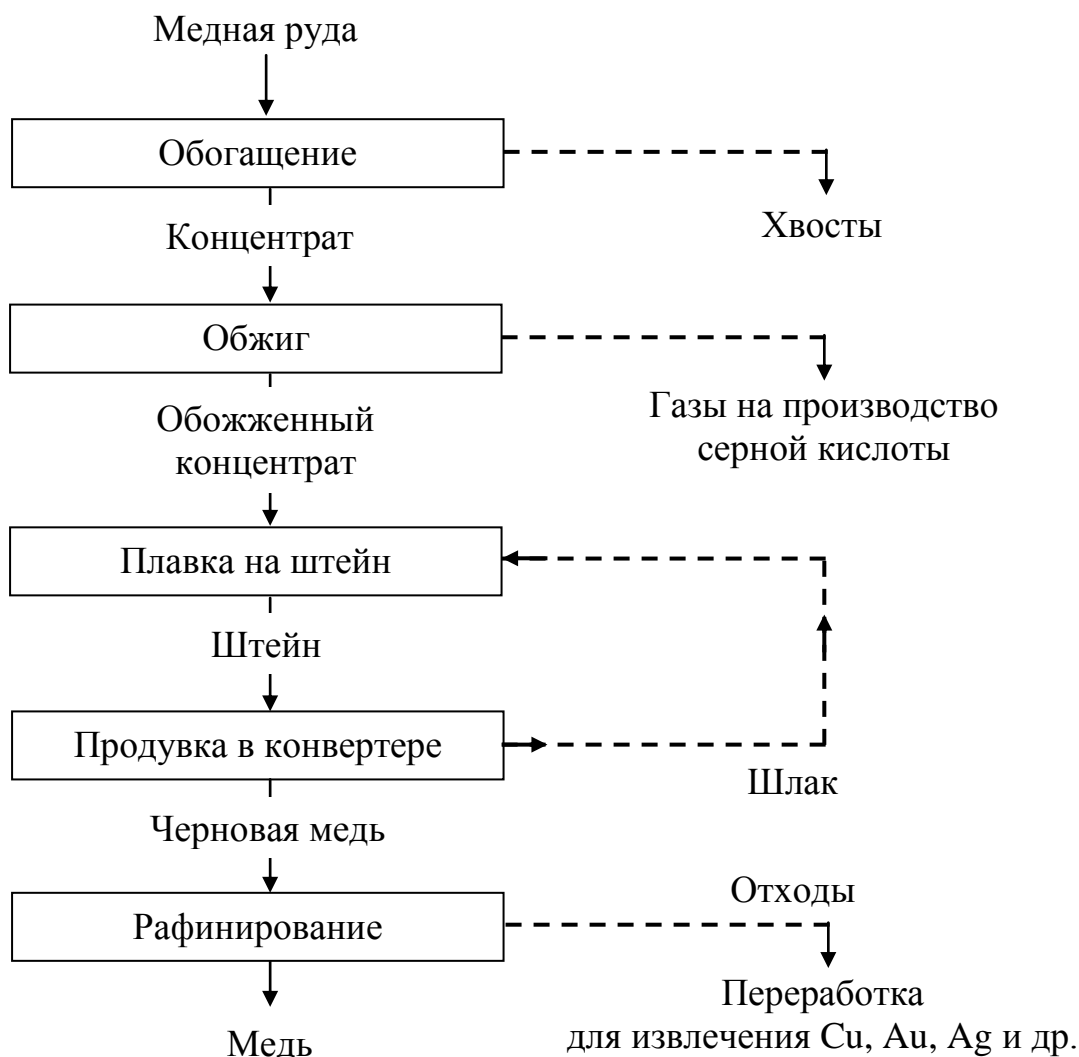 Медная руда
Обогащение
Хвосты
Концентрат
Обжиг
Обожженный
концентрат
Газы на производство
серной кислоты
Плавка на штейн
Штейн
Продувка в конвертере
Шлак
Черновая медь
Отходы
Рафинирование
Переработка
для извлечения Cu, Au, Ag и др.
Медь